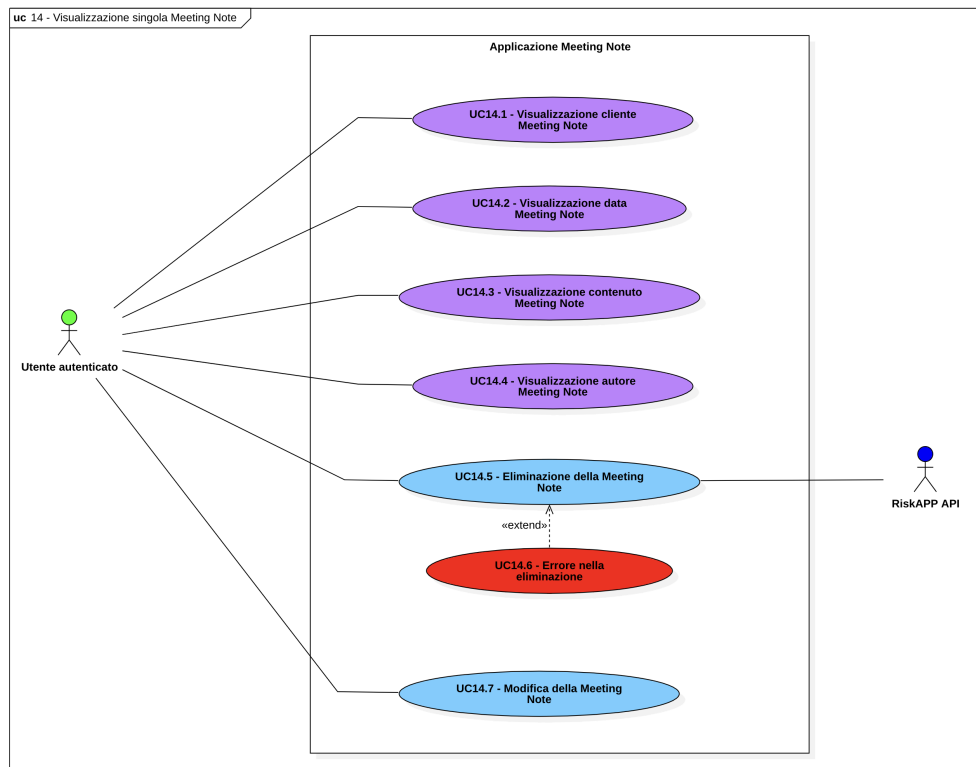 uc 14 - Visualizzazione singola Meeting Note
Applicazione Meeting Note
UC14.1 - Visualizzazione cliente
Meeting Note
UC14.2 - Visualizzazione data
Meeting Note
UC14.3 - Visualizzazione contenuto
Meeting Note
Utente autenticato
UC14.4 - Visualizzazione autore
Meeting Note
UC14.5 - Eliminazione della Meeting
Note
RiskAPP API
«extend»
UC14.6 - Errore nella
eliminazione
UC14.7 - Modifica della Meeting
Note